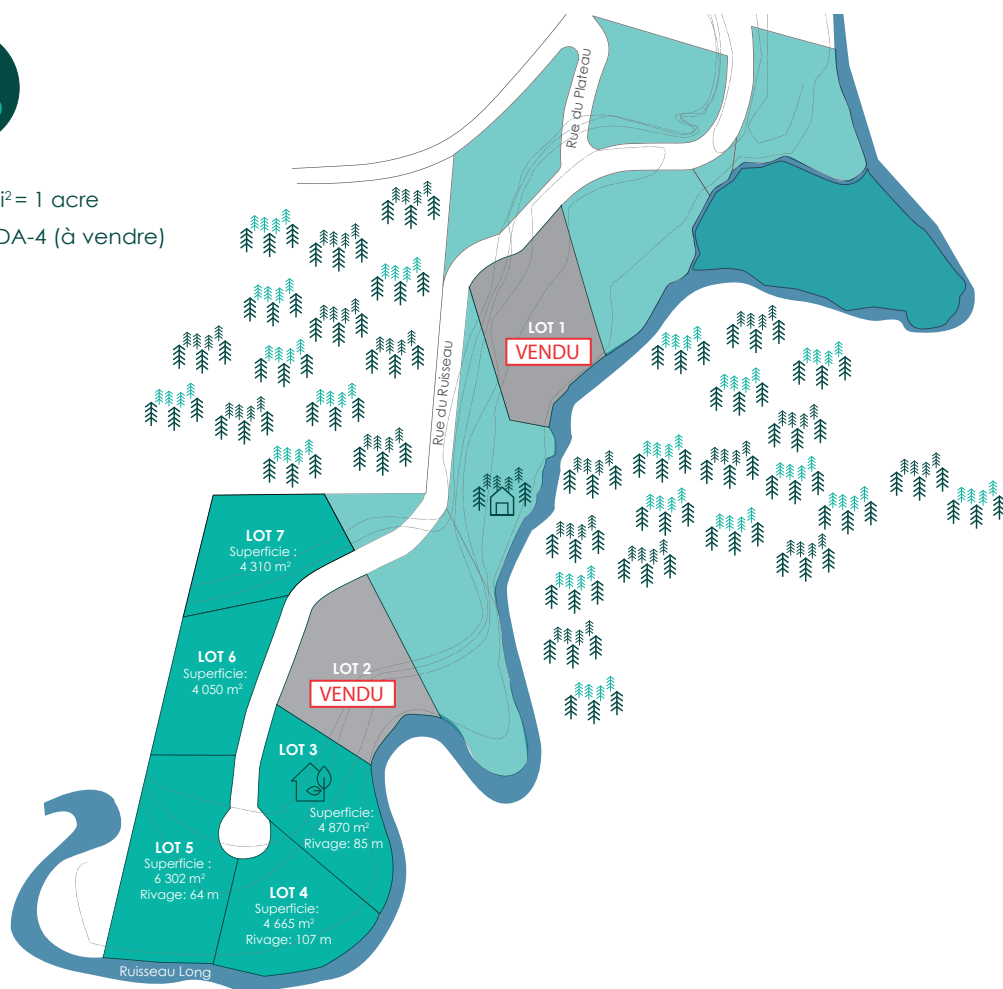 i² = 1 acre
DA-4 (à vendre)
Rue du Plateau
LOT 1
VENDU
Rue du Ruisseau
LOT 7
Superficie :
4 310 m²
LOT 6
Superficie:
4 050 m²
LOT 2
VENDU
LOT 3
Superficie:
4 870 m²
Rivage: 85 m
LOT 5
Superficie :
6 302 m²
Rivage: 64 m
LOT 4
Superficie:
4 665 m²
Rivage: 107 m
Ruisseau Long